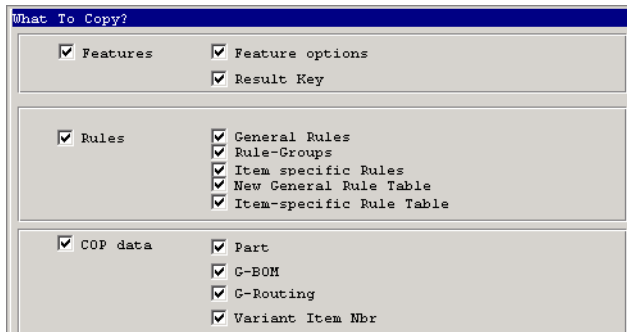 What To Copy?
Features
Feature options
Result Key
Rules
General Rules
Rule-Groups
Item specific Rules
New General Rule Table
Item-specific Rule Table
COP data
Part
G-BOM
G-Routing
Variant Item Nbr